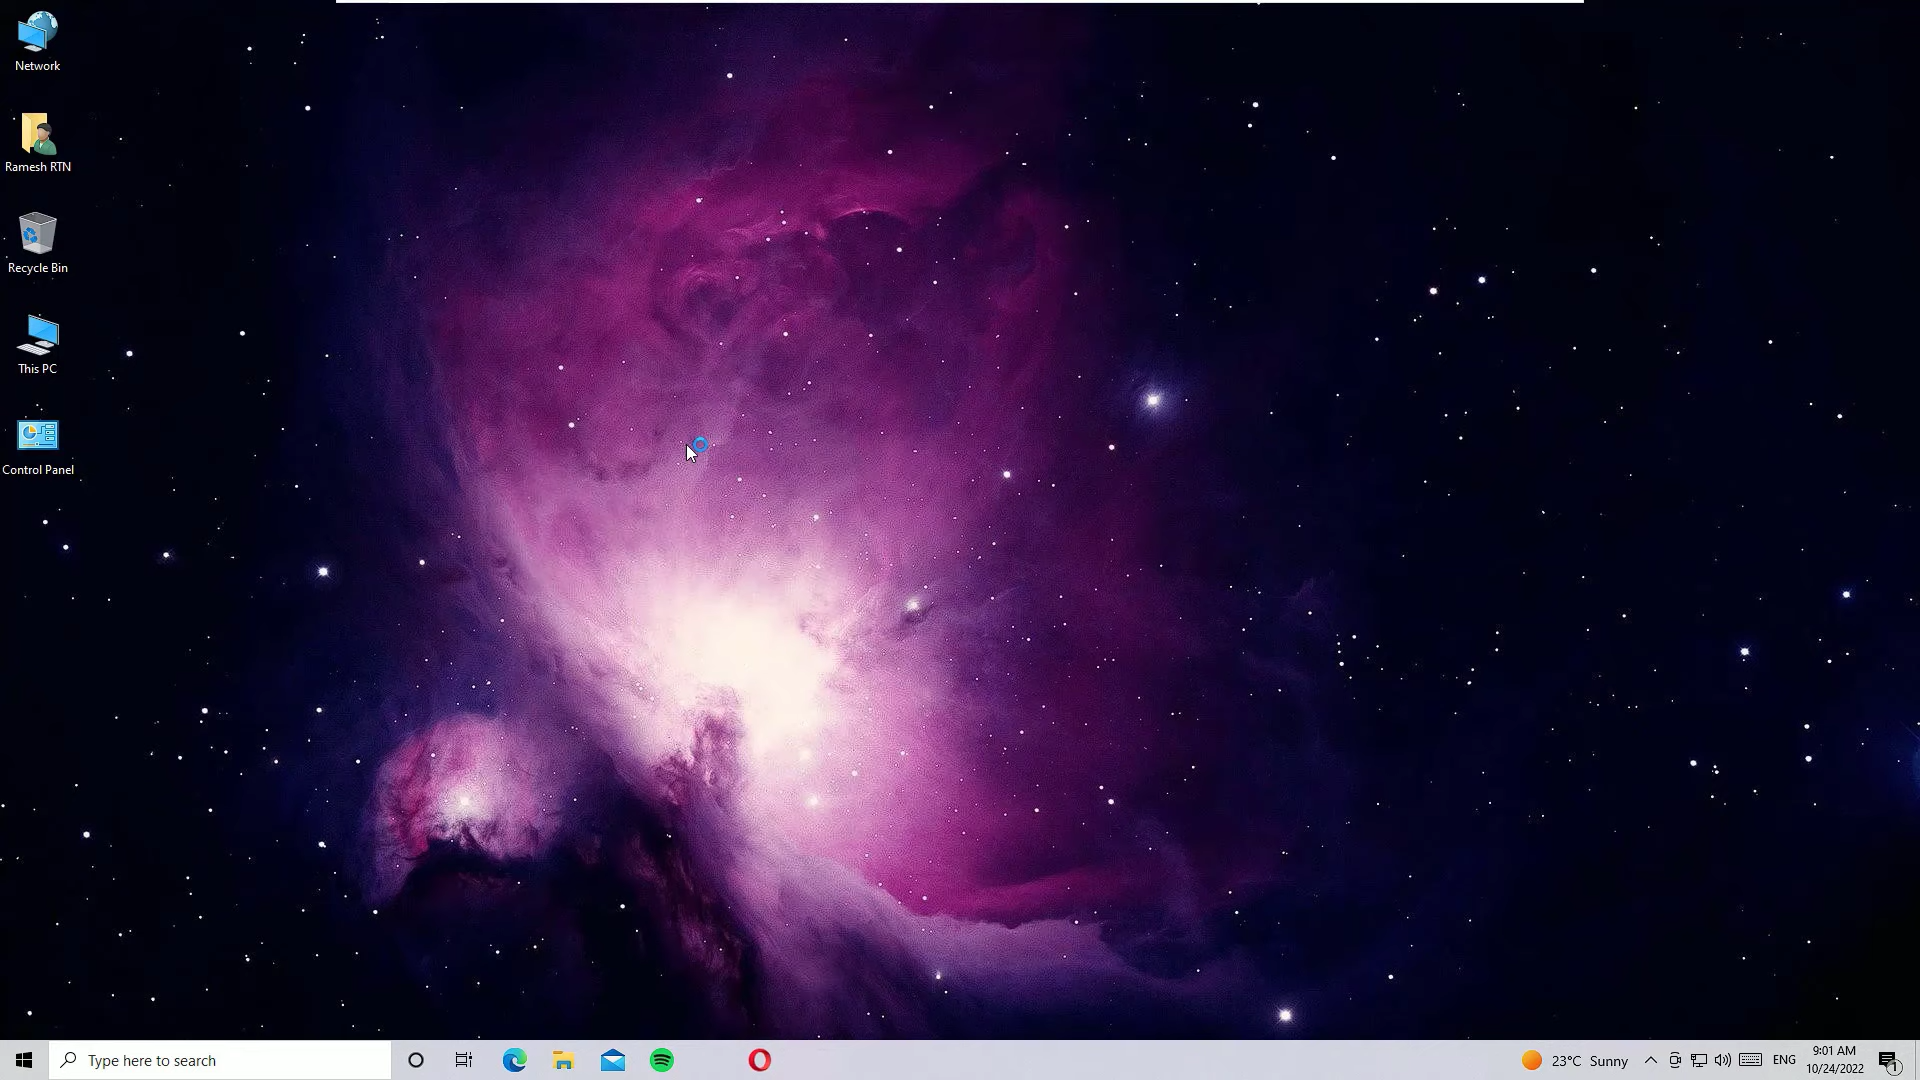 Network
Ramesh RTN
Recycle Bin
This PC
Control Panel
Type here to search
23°C Sunny
ENG
9:01 AM
10/24/2022
1